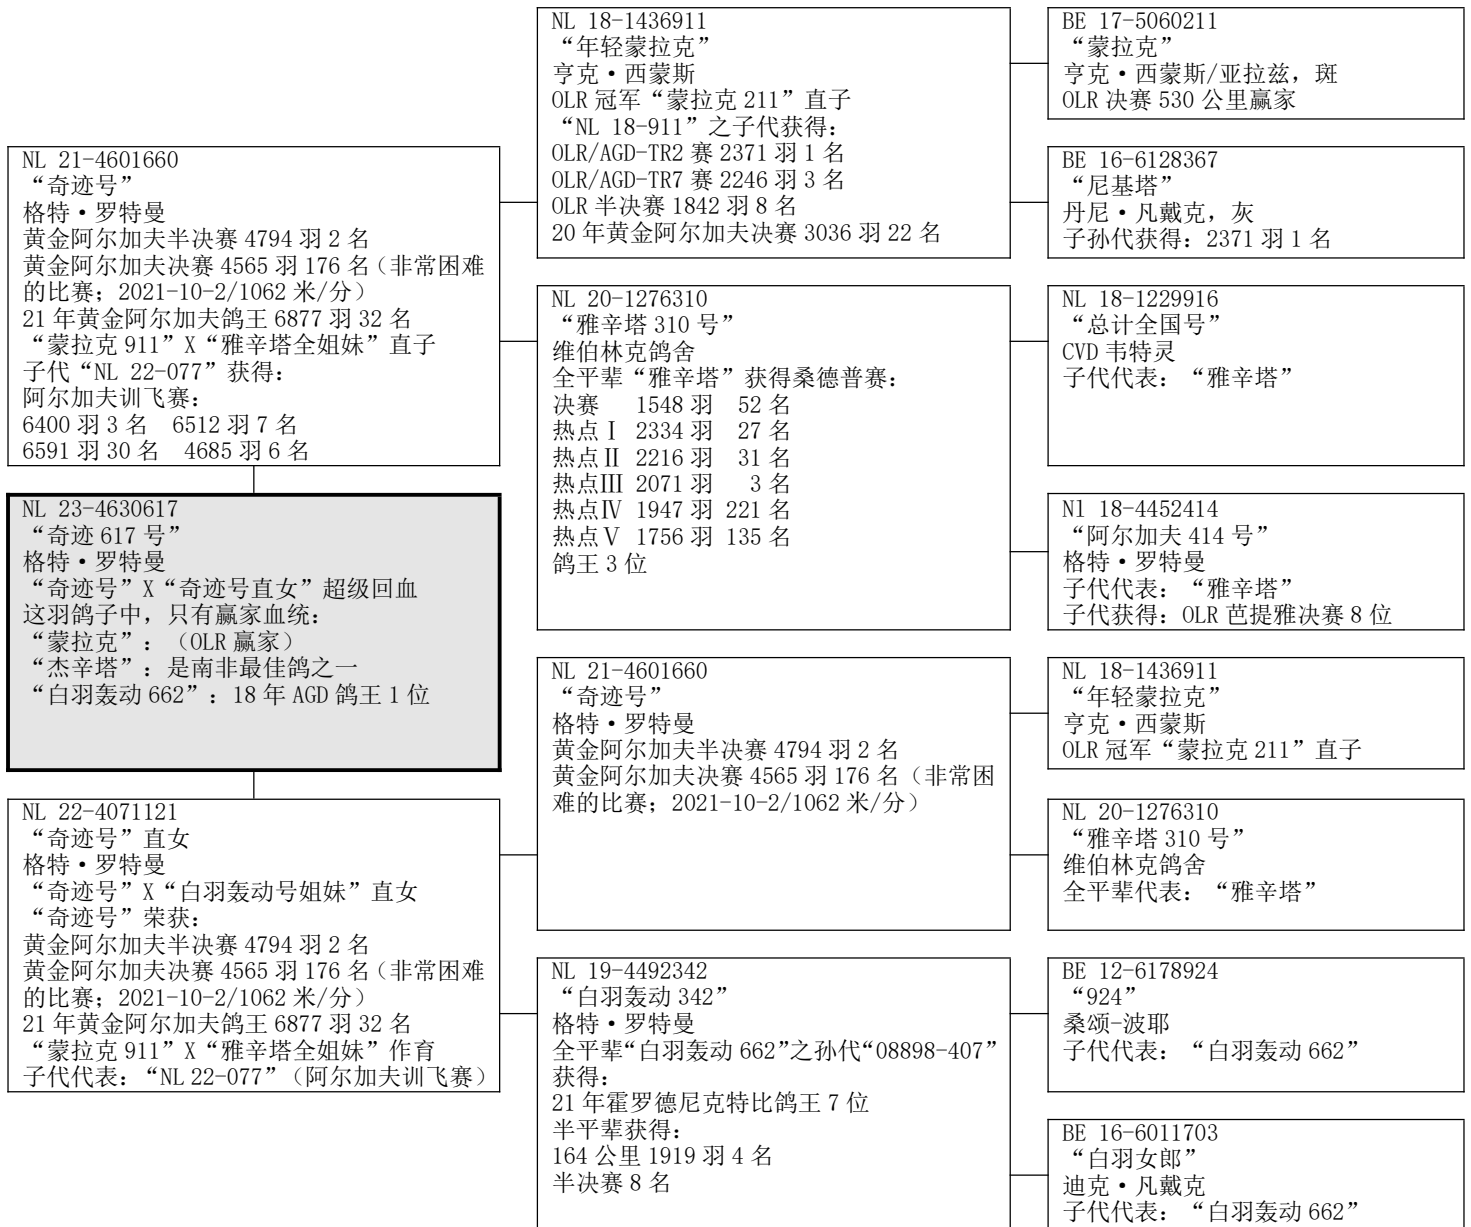 NL 21-4601660
“奇迹号”
格特·罗特曼
黄金阿尔加夫半决赛 4794 羽 2 名
黄金阿尔加夫决赛 4565 羽 176 名（非常困难
的比赛；2021-10-2/1062 米/分）
21 年黄金阿尔加夫鸽王 6877 羽 32 名
“蒙拉克 911”X“雅辛塔全姐妹”直子
子代“NL 22-077”获得：
阿尔加夫训飞赛：
6400 羽 3 名 6512 羽 7 名
6591 羽 30 名 4685 羽 6 名
NL 23-4630617
“奇迹 617 号”
格特·罗特曼
“奇迹号”X“奇迹号直女”超级回血
这羽鸽子中，只有赢家血统：
“蒙拉克”：（OLR 赢家）
“杰辛塔”：是南非最佳鸽之一
“白羽轰动 662”：18 年 AGD 鸽王 1 位
NL 22-4071121
“奇迹号”直女
格特·罗特曼
“奇迹号”X“白羽轰动号姐妹”直女
“奇迹号”荣获：
黄金阿尔加夫半决赛 4794 羽 2 名
黄金阿尔加夫决赛 4565 羽 176 名（非常困难
的比赛；2021-10-2/1062 米/分）
21 年黄金阿尔加夫鸽王 6877 羽 32 名
“蒙拉克 911”X“雅辛塔全姐妹”作育
子代代表：“NL 22-077”（阿尔加夫训飞赛）
NL 18-1436911
“年轻蒙拉克”
亨克·西蒙斯
OLR 冠军“蒙拉克 211”直子
“NL 18-911”之子代获得：
OLR/AGD-TR2 赛 2371 羽 1 名
OLR/AGD-TR7 赛 2246 羽 3 名
OLR 半决赛 1842 羽 8 名
20 年黄金阿尔加夫决赛 3036 羽 22 名
NL 20-1276310
“雅辛塔 310 号”
维伯林克鸽舍
全平辈“雅辛塔”获得桑德普赛：
决赛 1548 羽 52 名
热点Ⅰ 2334 羽 27 名
热点Ⅱ 2216 羽 31 名
热点Ⅲ 2071 羽 3 名
热点Ⅳ 1947 羽 221 名
热点Ⅴ 1756 羽 135 名
鸽王 3 位
NL 21-4601660
“奇迹号”
格特·罗特曼
黄金阿尔加夫半决赛 4794 羽 2 名
黄金阿尔加夫决赛 4565 羽 176 名（非常困
难的比赛；2021-10-2/1062 米/分）
NL 19-4492342
“白羽轰动 342”
格特·罗特曼
全平辈“白羽轰动 662”之孙代“08898-407”
获得：
21 年霍罗德尼克特比鸽王 7 位
半平辈获得：
164 公里 1919 羽 4 名
半决赛 8 名
BE 17-5060211
“蒙拉克”
亨克·西蒙斯/亚拉兹，斑
OLR 决赛 530 公里赢家
BE 16-6128367
“尼基塔”
丹尼·凡戴克，灰
子孙代获得：2371 羽 1 名
NL 18-1229916
“总计全国号”
CVD 韦特灵
子代代表：“雅辛塔”
Nl 18-4452414
“阿尔加夫 414 号”
格特·罗特曼
子代代表：“雅辛塔”
子代获得：OLR 芭提雅决赛 8 位
NL 18-1436911
“年轻蒙拉克”
亨克·西蒙斯
OLR 冠军“蒙拉克 211”直子
NL 20-1276310
“雅辛塔 310 号”
维伯林克鸽舍
全平辈代表：“雅辛塔”
BE 12-6178924
“924”
桑颂-波耶
子代代表：“白羽轰动 662”
BE 16-6011703
“白羽女郎”
迪克·凡戴克
子代代表：“白羽轰动 662”